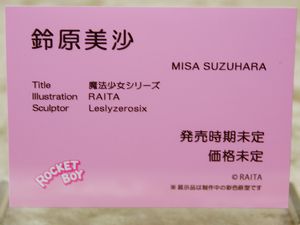 鈴原美沙
MISA SUZUHARA
Title 魔法少女シリーズ
Illustration RAITA
Sculptor Leslyzerosix
発売時期未定
価格未定
ROCKET BOY
© RAITA
※展示品は制作中の彩色原型です